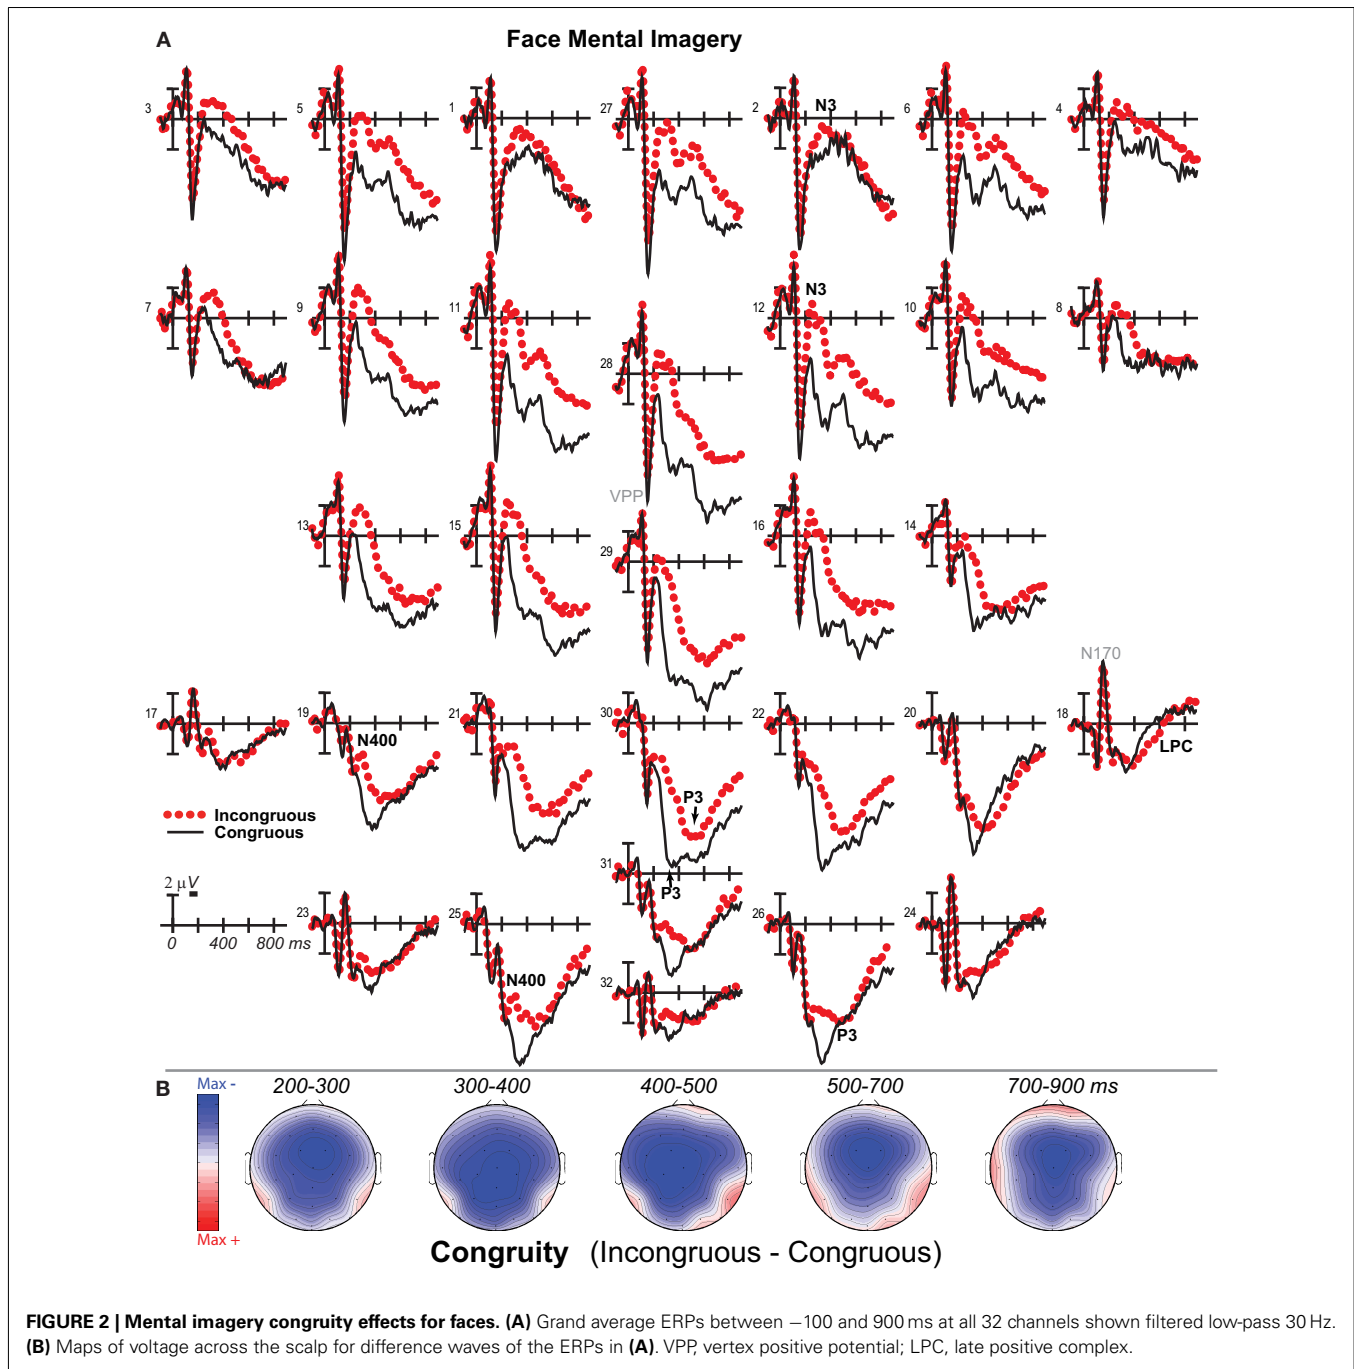 A
Face Mental Imagery
3
5
1
27
2
N3
6
4
7
9
11
28
12
N3
10
8
13
15
VPP
29
16
14
17
19
N400
21
30
P3
22
20
N170
18
LPC
Incongruous
Congruous
31
P3
2 µV
0 400 800 ms
23
25
N400
32
26
P3
24
B
Max -
200-300 300-400 400-500 500-700 700-900 ms
Max +
Congruity (Incongruous - Congruous)
FIGURE 2 | Mental imagery congruity effects for faces. (A) Grand average ERPs between −100 and 900 ms at all 32 channels shown filtered low-pass 30 Hz.
(B) Maps of voltage across the scalp for difference waves of the ERPs in (A). VPP, vertex positive potential; LPC, late positive complex.